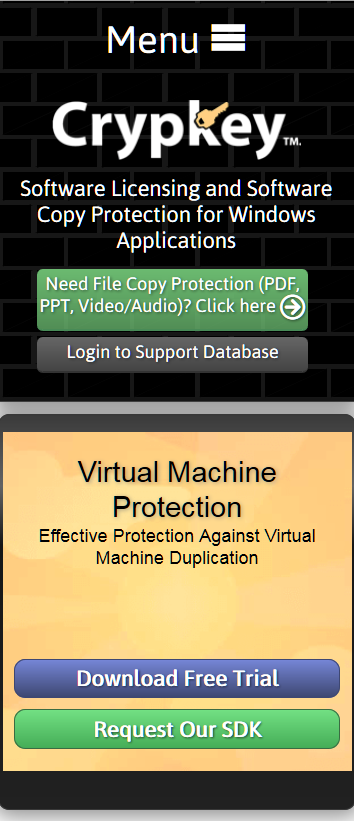 Menu
Crypkey™
Software Licensing and Software
Copy Protection for Windows
Applications
Need File Copy Protection (PDF,
PPT, Video/Audio)? Click here
Login to Support Database
Virtual Machine
Protection
Effective Protection Against Virtual
Machine Duplication
Download Free Trial
Request Our SDK